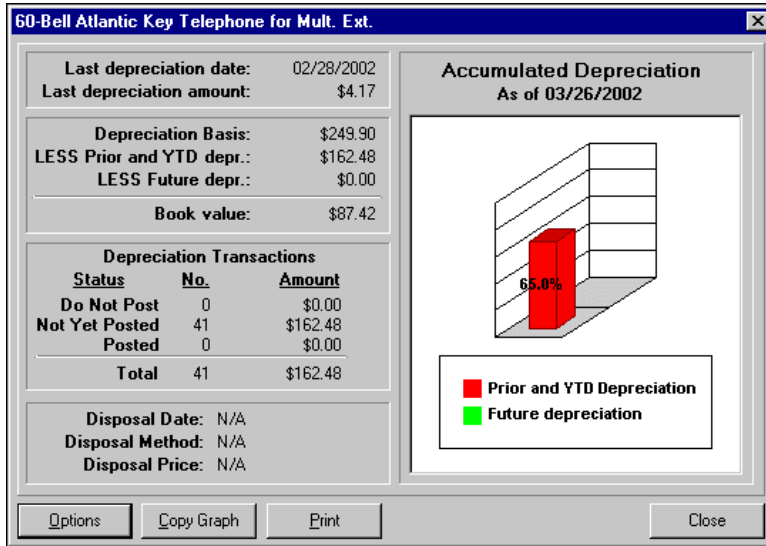 60-Bell Atlantic Key Telephone for Mult. Ext.
Last depreciation date: 02/28/2002
Last depreciation amount: $4.17
Depreciation Basis: $249.90
LESS Prior and YTD depr.: $162.48
LESS Future depr.: $0.00
Book value: $87.42
Depreciation Transactions
Status No. Amount
Do Not Post 0 $0.00
Not Yet Posted 41 $162.48
Posted 0 $0.00
Total 41 $162.48
Disposal Date: N/A
Disposal Method: N/A
Disposal Price: N/A
Accumulated Depreciation
As of 03/26/2002
65.0%
Prior and YTD Depreciation
Future depreciation
Options Copy Graph Print Close